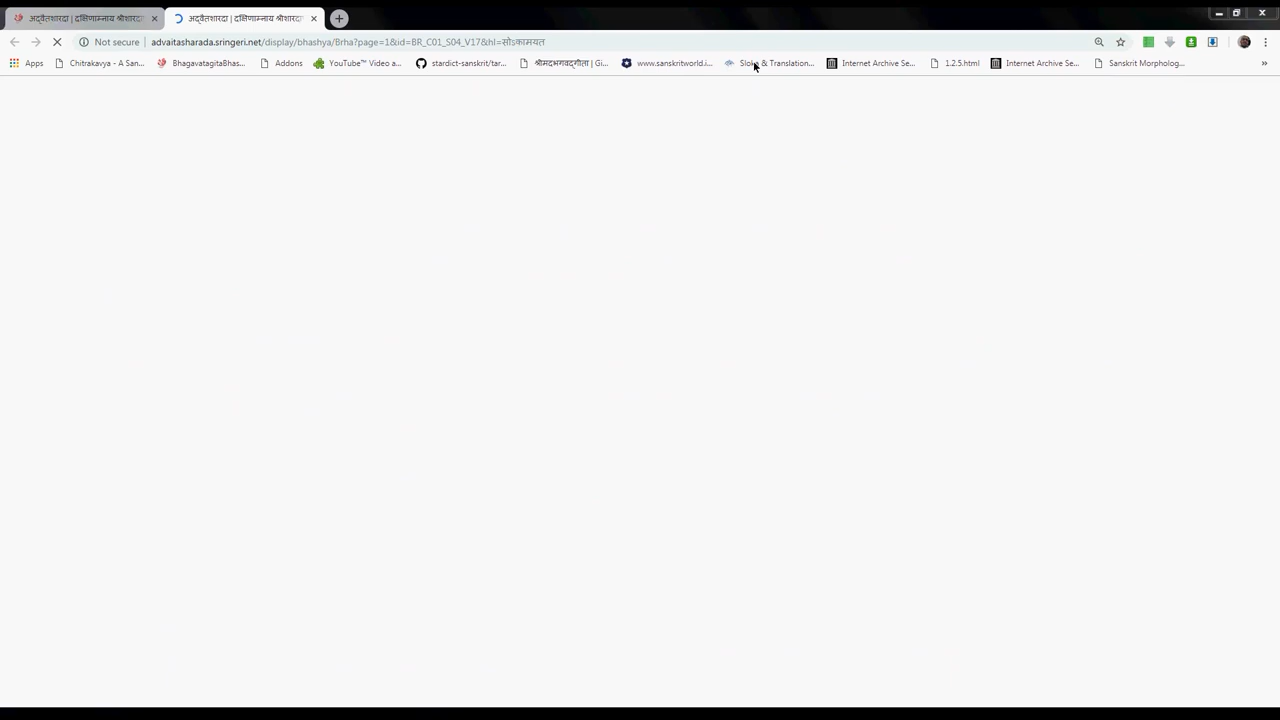 अद्वैतशारदा | दक्षिणाम्नाय श्रीशारदा अद्वैतशारदा | दक्षिणाम्नाय श्रीशारदा
Not secure advaitasharada.sringeri.net/display/bhashya/Brha?page=1&id=BR_C01_S04_V17&hl=सोऽकामयत
Apps Chitrakavya - A San... BhagavatagitaBhas... Addons YouTube™ Video a... stardict-sanskrit/tar... श्रीमद्भगवद्गीता | Gi... www.sanskritworld.i... Sloka & Translation... Internet Archive Se... 1.2.5.html Internet Archive Se... Sanskrit Morpholog... »